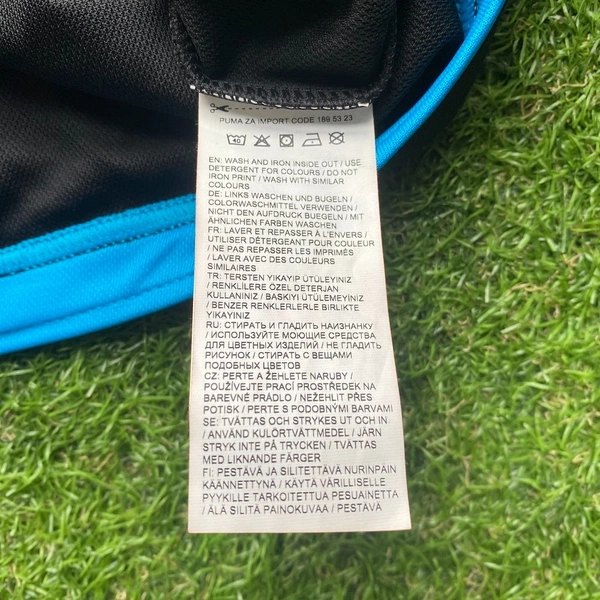 PUMA ZA IMPORT CODE 189 53 23
40
EN: WASH AND IRON INSIDE OUT / USE
DETERGENT FOR COLOURS / DO NOT
IRON PRINT / WASH WITH SIMILAR
COLOURS
DE: LINKS WASCHEN UND BUGELN /
COLORWASCHMITTEL VERWENDEN /
NICHT DEN AUFDRUCK BUEGELN / MIT
ÄHNLICHEN FARBEN WASCHEN
FR: LAVER ET REPASSER À L'ENVERS /
UTILISER DÉTERGENT POUR COULEUR
/ NE PAS REPASSER LES IMPRIMÉS
/ LAVER AVEC DES COULEURS
SIMILAIRES
TR: TERSTEN YIKAYIP ÜTÜLEYINIZ
/ RENKLILERE ÖZEL DETERJAN
KULLANINIZ / BASKIYI ÜTÜLEMEYINIZ
/ BENZER RENKLERLERLE BIRLIKTE
YIKAYINIZ
RU: СТИРАТЬ И ГЛАДИТЬ НАИЗНАНКУ
/ ИСПОЛЬЗУЙТЕ МОЮЩИЕ СРЕДСТВА
ДЛЯ ЦВЕТНЫХ ИЗДЕЛИЙ / НЕ ГЛАДИТЬ
РИСУНОК / СТИРАТЬ С ВЕЩАМИ
ПОДОБНЫХ ЦВЕТОВ
CZ: PERTE A ŽEHLETE NARUBY /
POUŽÍVEJTE PRACÍ PROSTŘEDEK NA
BAREVNÉ PRÁDLO / NEŽEHLIT PŘES
POTISK / PERTE S PODOBNÝMI BARVAMI
SE: TVÄTTAS OCH STRYKES UT OCH IN
/ ANVÄND KULÖRTVÄTTMEDEL / JÄRN
STRYK INTE PÅ TRYCKEN / TVÄTTAS
MED LIKNANDE FÄRGER
FI: PESTÄVÄ JA SILITETTÄVÄ NURINPÄIN
KÄÄNNETTYNÄ / KÄYTÄ VÄRILLISELLE
PYYKILLE TARKOITETTUA PESUAINETTA
/ ÄLÄ SILITÄ PAINOKUVAA / PESTÄVÄ